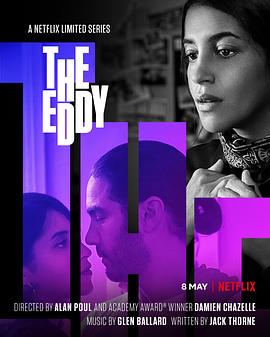 A NETFLIX LIMITED SERIES
THE
EDDY
8 MAY | NETFLIX
DIRECTED BY ALAN POUL AND ACADEMY AWARD® WINNER DAMIEN CHAZELLE
MUSIC BY GLEN BALLARD WRITTEN BY JACK THORNE